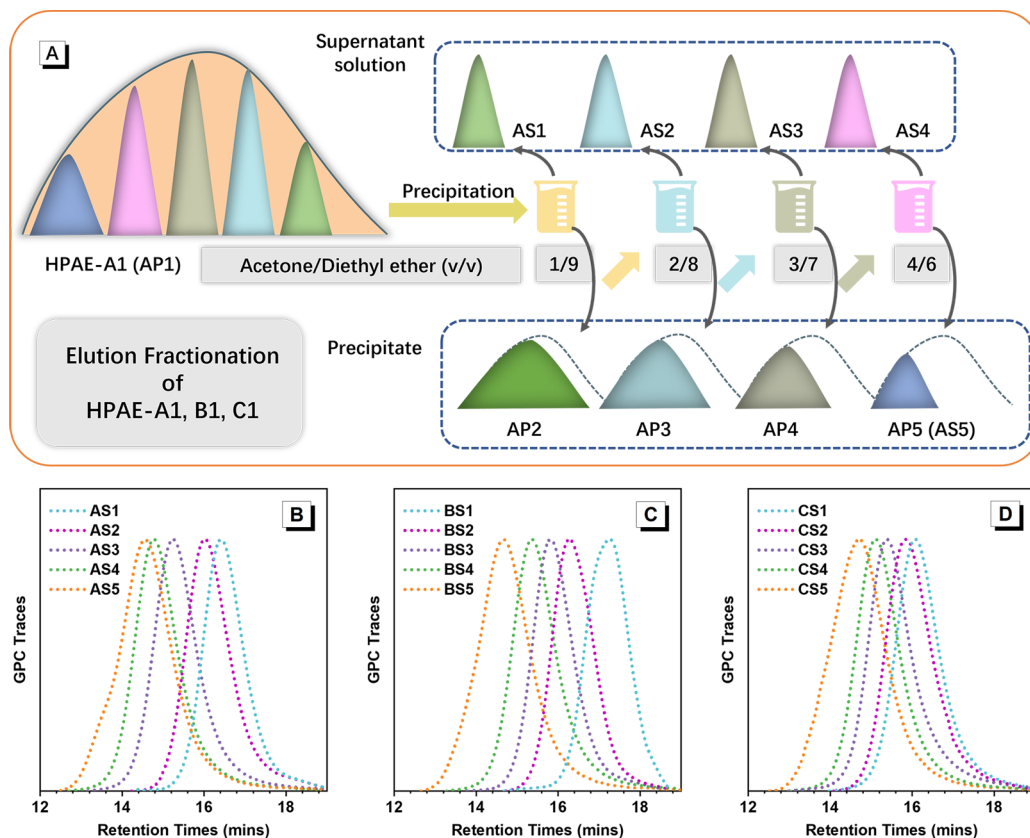 A
Supernatant
solution
AS1
AS2
AS3
AS4
Precipitation
HPAE-A1 (AP1)
Acetone/Diethyl ether (v/v)
1/9
2/8
3/7
4/6
Elution Fractionation
of
HPAE-A1, B1, C1
Precipitate
AP2
AP3
AP4
AP5 (AS5)
B
AS1
AS2
AS3
AS4
AS5
GPC Traces
12 14 16 18
Retention Times (mins)
C
BS1
BS2
BS3
BS4
BS5
GPC Traces
12 14 16 18
Retention Times (mins)
D
CS1
CS2
CS3
CS4
CS5
GPC Traces
12 14 16 18
Retention Times (mins)